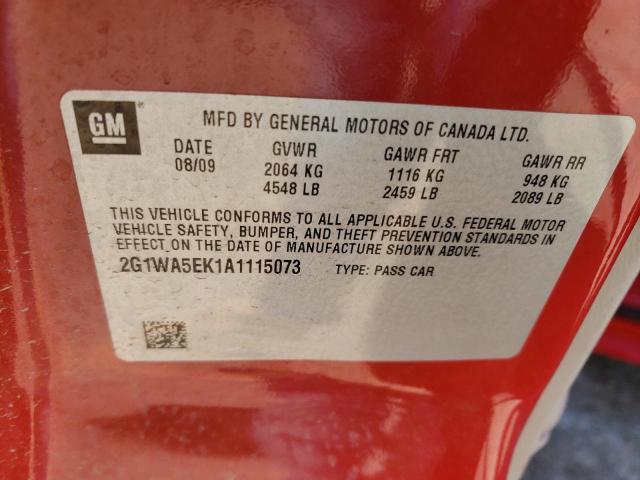 GM
MFD BY GENERAL MOTORS OF CANADA LTD.
DATE GVWR GAWR FRT GAWR RR
08/09 2064 KG 1116 KG 948 KG
4548 LB 2459 LB 2089 LB
THIS VEHICLE CONFORMS TO ALL APPLICABLE U.S. FEDERAL MOTOR
VEHICLE SAFETY, BUMPER, AND THEFT PREVENTION STANDARDS IN
EFFECT ON THE DATE OF MANUFACTURE SHOWN ABOVE.
2G1WA5EK1A1115073 TYPE: PASS CAR